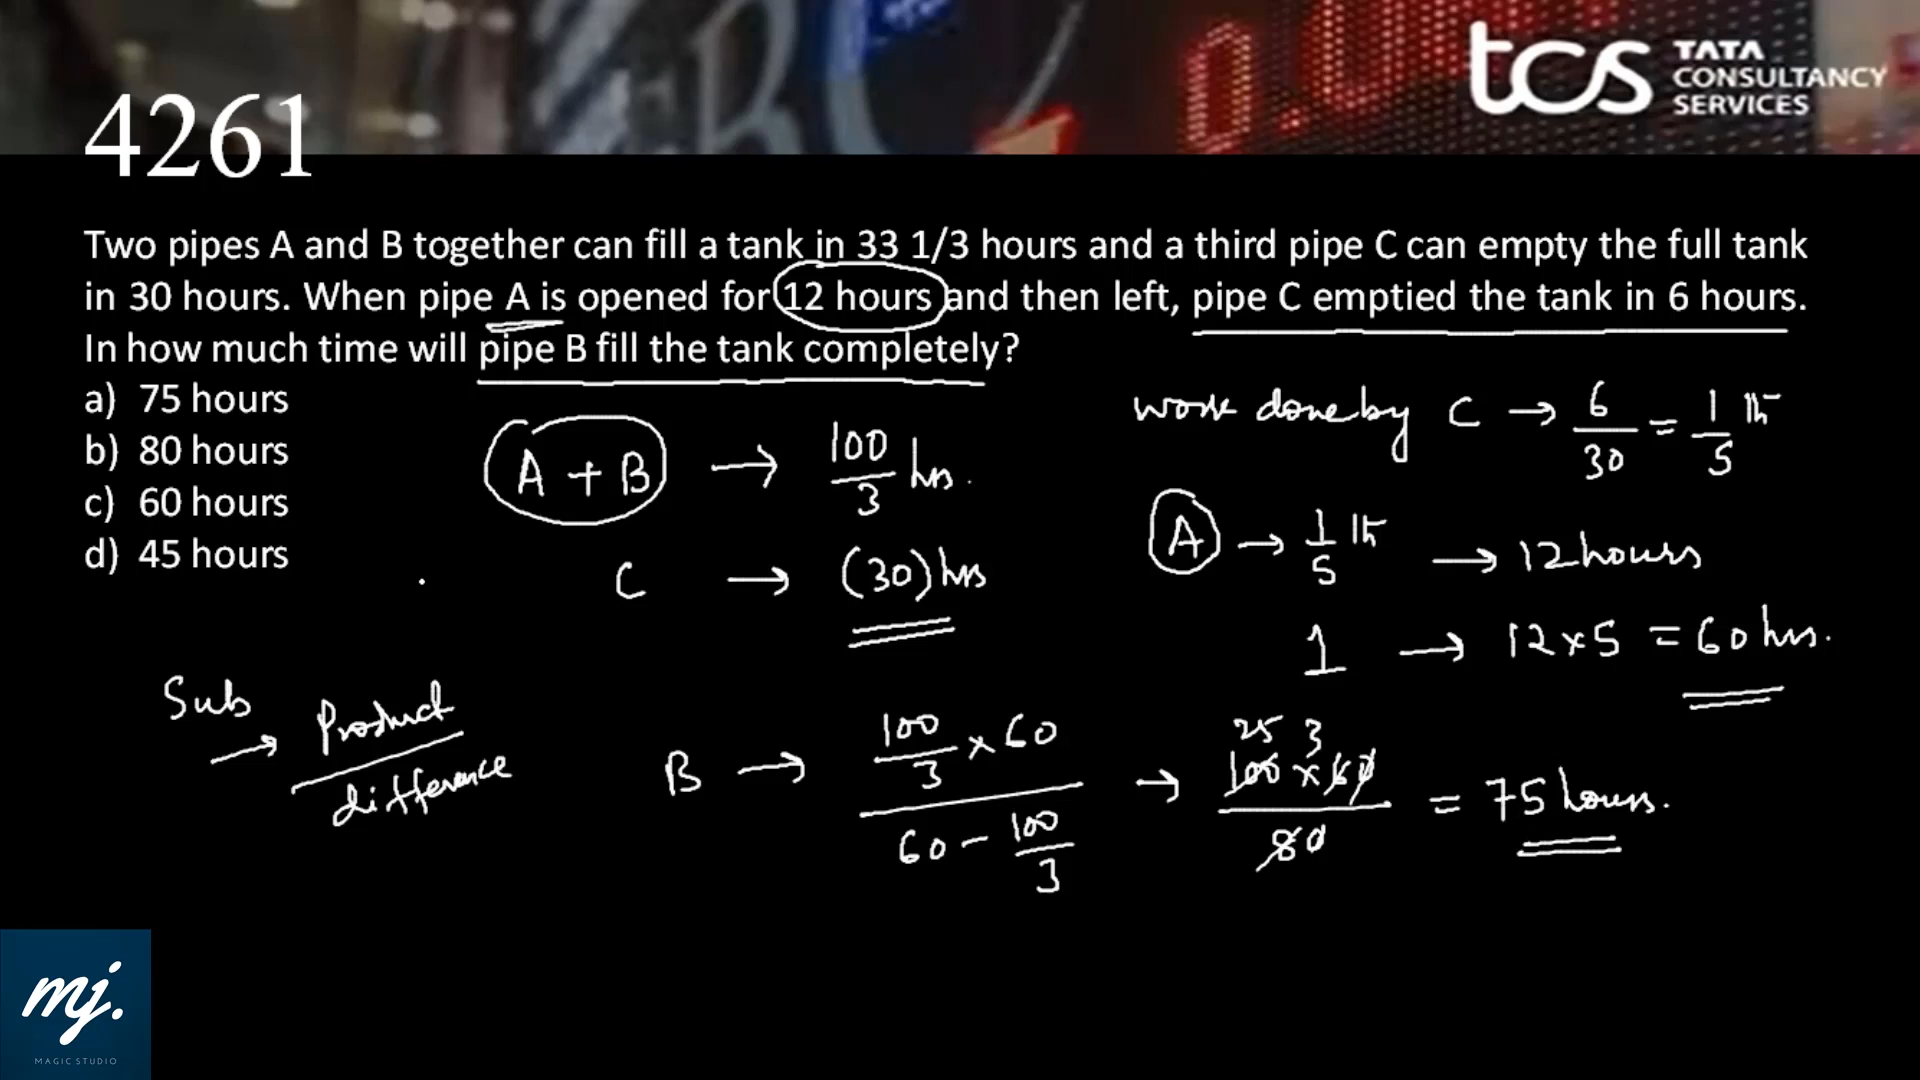 tcs TATA
CONSULTANCY
SERVICES
4261
Two pipes A and B together can fill a tank in 33 1/3 hours and a third pipe C can empty the full tank
in 30 hours. When pipe A is opened for 12 hours and then left, pipe C emptied the tank in 6 hours.
In how much time will pipe B fill the tank completely?
a) 75 hours
b) 80 hours
c) 60 hours
d) 45 hours
work done by C → 6/30 = 1/5 th
A + B → 100/3 hrs.
A → 1/5 th → 12 hours
C → (30) hrs
1 → 12 x 5 = 60 hrs.
Sub → Product/difference
B → 100/3 x 60 / 60 - 100/3 → 25 3 100 x 60 / 80 = 75 hours.
mj.
MAGIC STUDIO